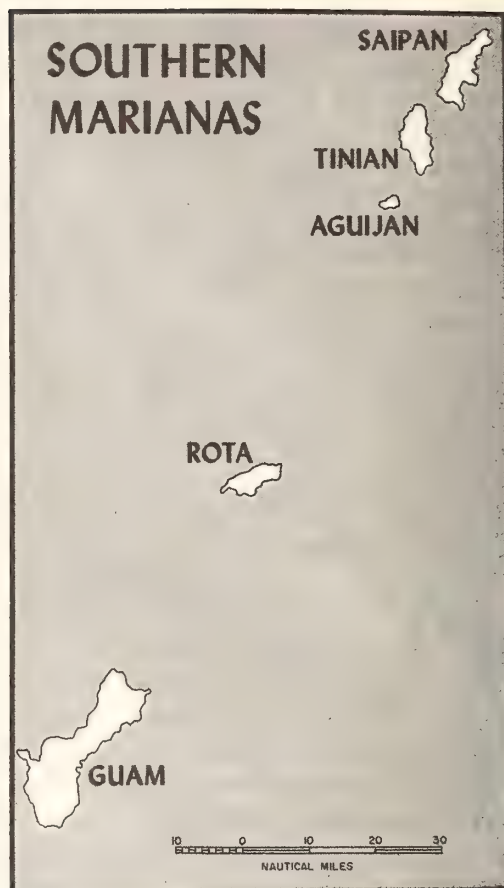 SOUTHERN
MARIANAS
SAIPAN
TINIAN
AGUIJAN
ROTA
GUAM
10 0 10 20 30
NAUTICAL MILES